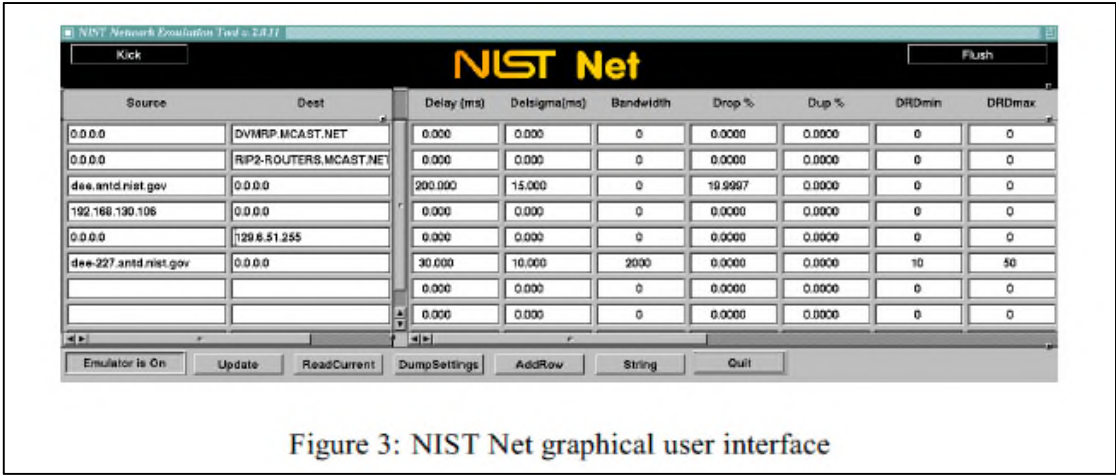 NIST Network Emulation Tool v. 2.0.11
Kick NIST Net Flush
Source Dest Delay (ms) Delsigma(ms) Bandwidth Drop % Dup % DRDmin DRDmax
0.0.0.0 DVMRP.MCAST.NET 0.000 0.000 0 0.0000 0.0000 0 0
0.0.0.0 RIP2-ROUTERS.MCAST.NET 0.000 0.000 0 0.0000 0.0000 0 0
dee.antd.nist.gov 0.0.0.0 200.000 15.000 19.9997 0.0000 0 0
192.168.130.106 0.0.0.0 0.000 0.000 0 0.0000 0.0000 0 0
0.0.0.0 129.6.51.255 0.000 0.000 0 0.0000 0.0000 0 0
dee-227.antd.nist.gov 0.0.0.0 30.000 10.000 2000 0.0000 0.0000 10 50
0.000 0.000 0 0.0000 0.0000 0 0
0.000 0.000 0 0.0000 0.0000 0 0
Emulator is On Update ReadCurrent DumpSettings AddRow String Quit
Figure 3: NIST Net graphical user interface